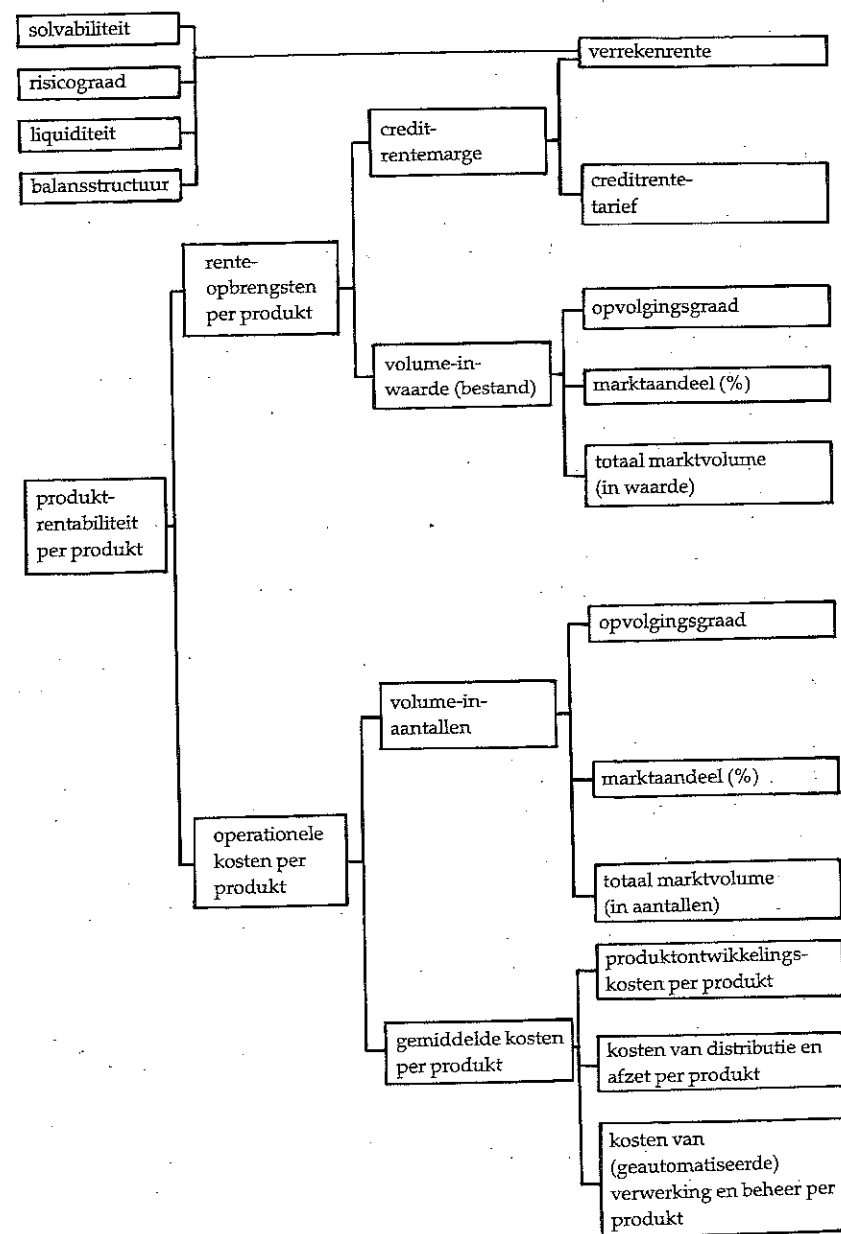 solvabiliteit
risicograad
liquiditeit
balansstructuur
verrekenrente
credit-
rentemarge
creditrente-
tarief
rente-
opbrengsten
per produkt
opvolgingsgraad
volume-in-
waarde (bestand)
marktaandeel (%)
totaal marktvolume
(in waarde)
produkt-
rentabiliteit
per produkt
opvolgingsgraad
volume-in-
aantallen
marktaandeel (%)
operationele
kosten per
produkt
totaal marktvolume
(in aantallen)
produktontwikkelings-
kosten per produkt
gemiddelde kosten
per produkt
kosten van distributie en
afzet per produkt
kosten van
(geautomatiseerde)
verwerking en beheer per
produkt